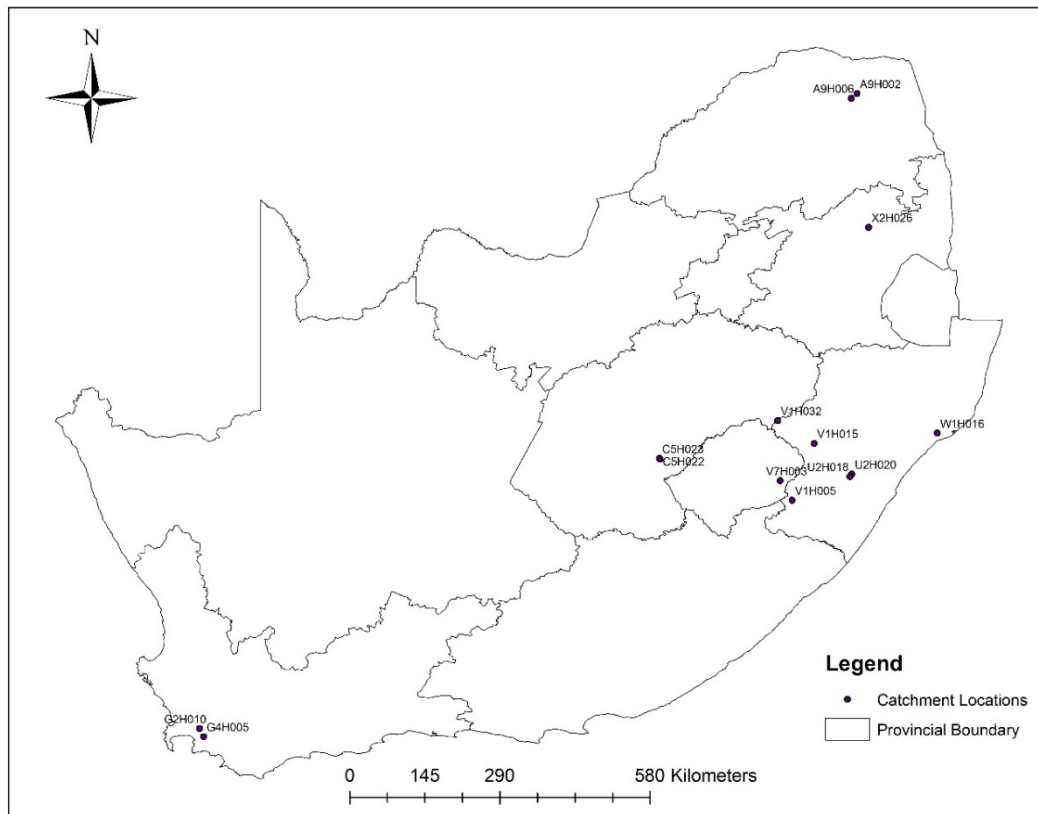 N
A9H006
A9H002
X2H026
V1H032
V1H015
W1H016
C5H023
C5H022
V7H003
U2H018
U2H020
V1H005
G2H010
G4H005
Legend
Catchment Locations
Provincial Boundary
0 145 290 580 Kilometers